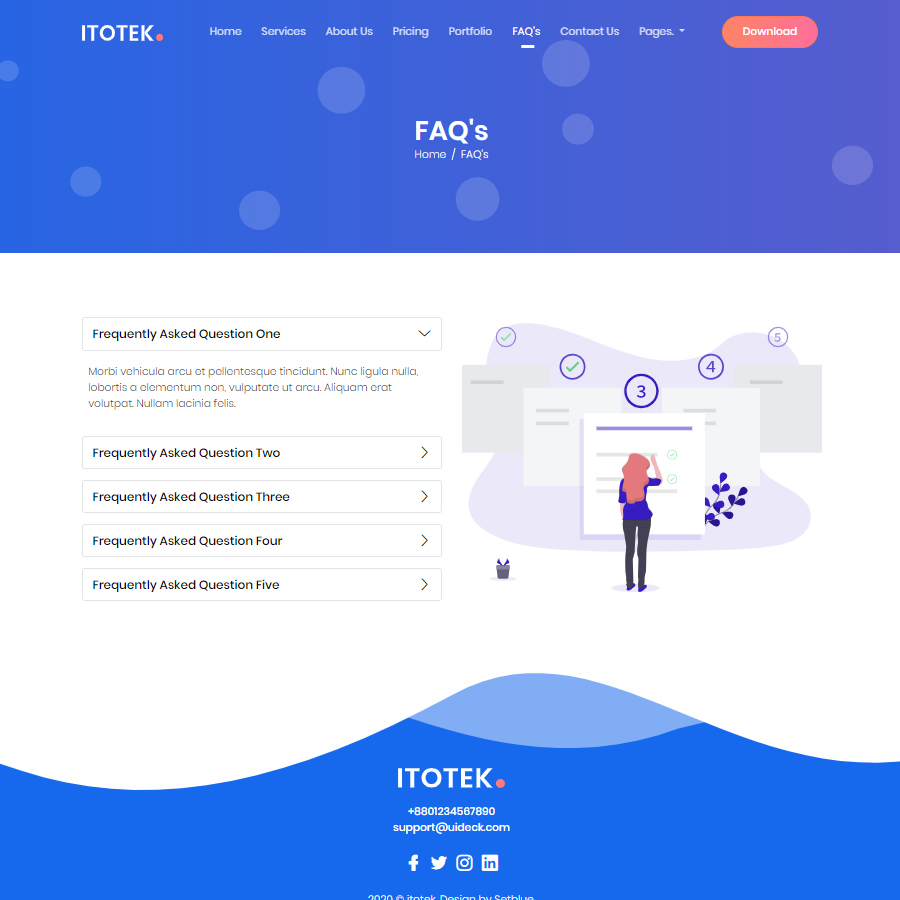 ITOTEK.
Home Services About Us Pricing Portfolio FAQ's Contact Us Pages. Download
FAQ's
Home / FAQ's
Frequently Asked Question One
Morbi vehicula arcu et pellentesque tincidunt. Nunc ligula nulla,
lobortis a elementum non, vulputate ut arcu. Aliquam erat
volutpat. Nullam lacinia felis.
Frequently Asked Question Two
Frequently Asked Question Three
Frequently Asked Question Four
Frequently Asked Question Five
5
4
3
ITOTEK.
+8801234567890
support@uideck.com
2020 © itotek. Design by Setblue